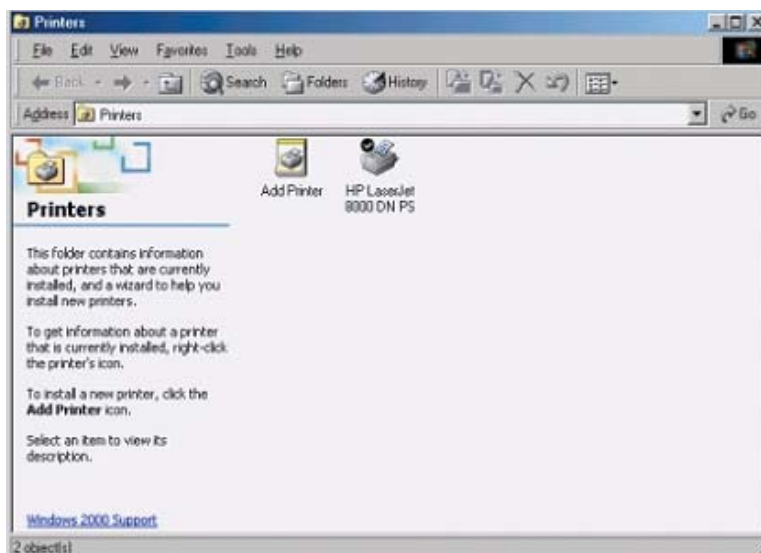 Printers
File Edit View Favorites Tools Help
Back Search Folders History
Address Printers Go
Add Printer
HP LaserJet
8000 DN PS
Printers
This folder contains information
about printers that are currently
installed, and a wizard to help you
install new printers.
To get information about a printer
that is currently installed, right-click
the printer's icon.
To install a new printer, click the
Add Printer icon.
Select an item to view its
description.
Windows 2000 Support
2 object(s)